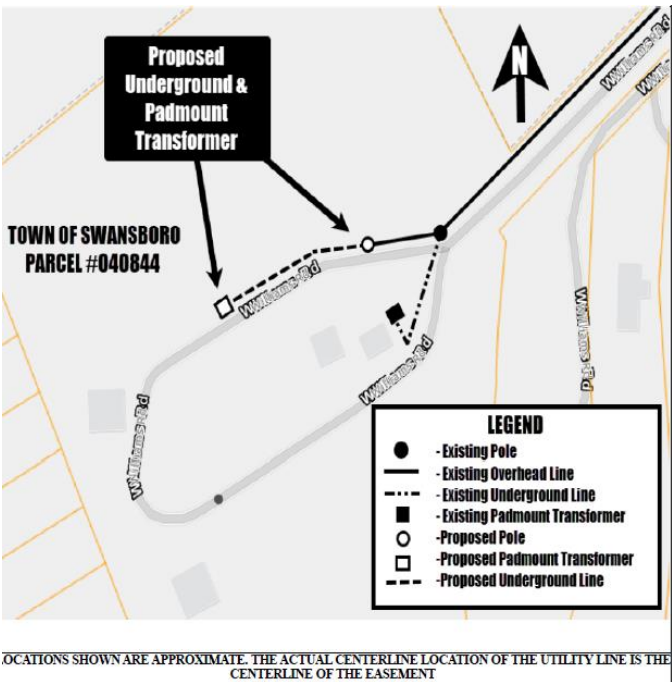 Proposed
Underground &
Padmount
Transformer
N
Williams-Rd
TOWN OF SWANSBORO
PARCEL #040844
Williams-Rd
Williams-Rd
Williams-Rd
Williams-Rd
LEGEND
- Existing Pole
- Existing Overhead Line
- Existing Underground Line
- Existing Padmount Transformer
-Proposed Pole
-Proposed Padmount Transformer
-Proposed Underground Line
OCATIONS SHOWN ARE APPROXIMATE. THE ACTUAL CENTERLINE LOCATION OF THE UTILITY LINE IS THE
CENTERLINE OF THE EASEMENT